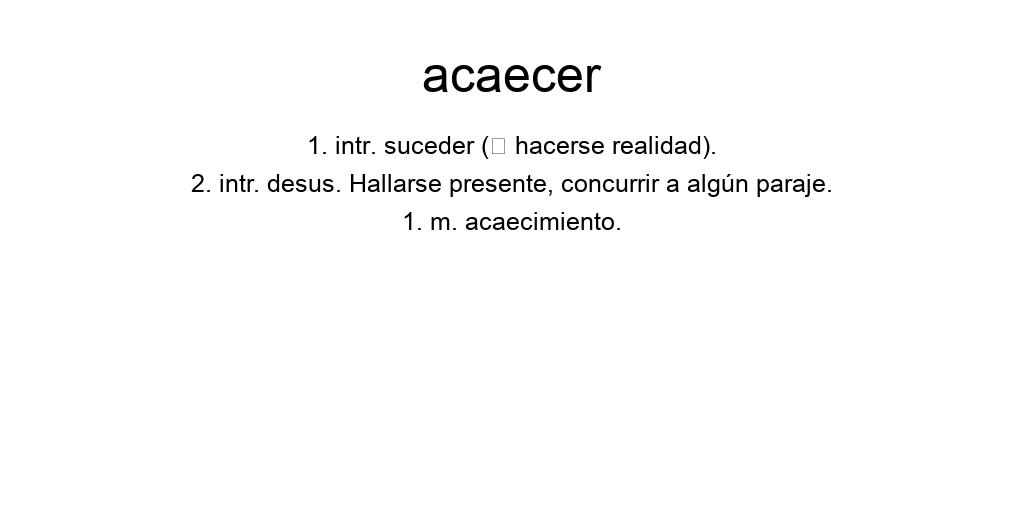 acaecer
1. intr. suceder (□ hacerse realidad).
2. intr. desus. Hallarse presente, concurrir a algún paraje.
1. m. acaecimiento.